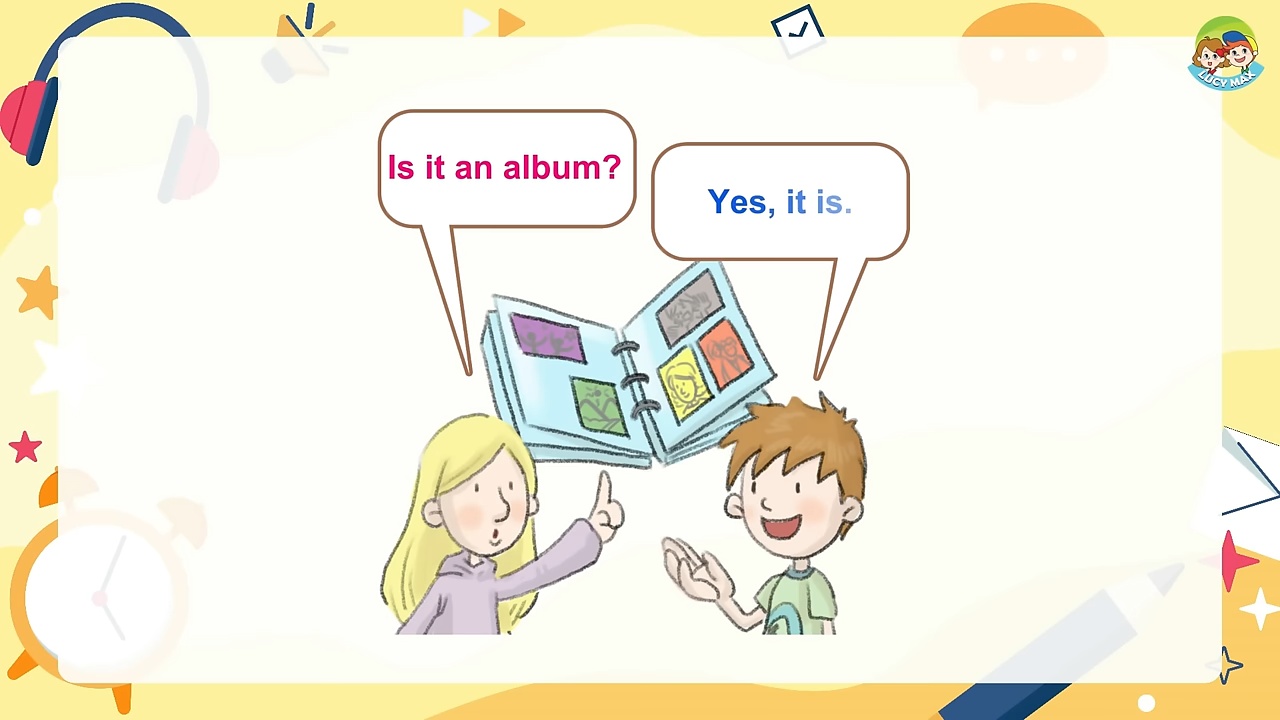 Is it an album?
Yes, it is.
LUCY MAX